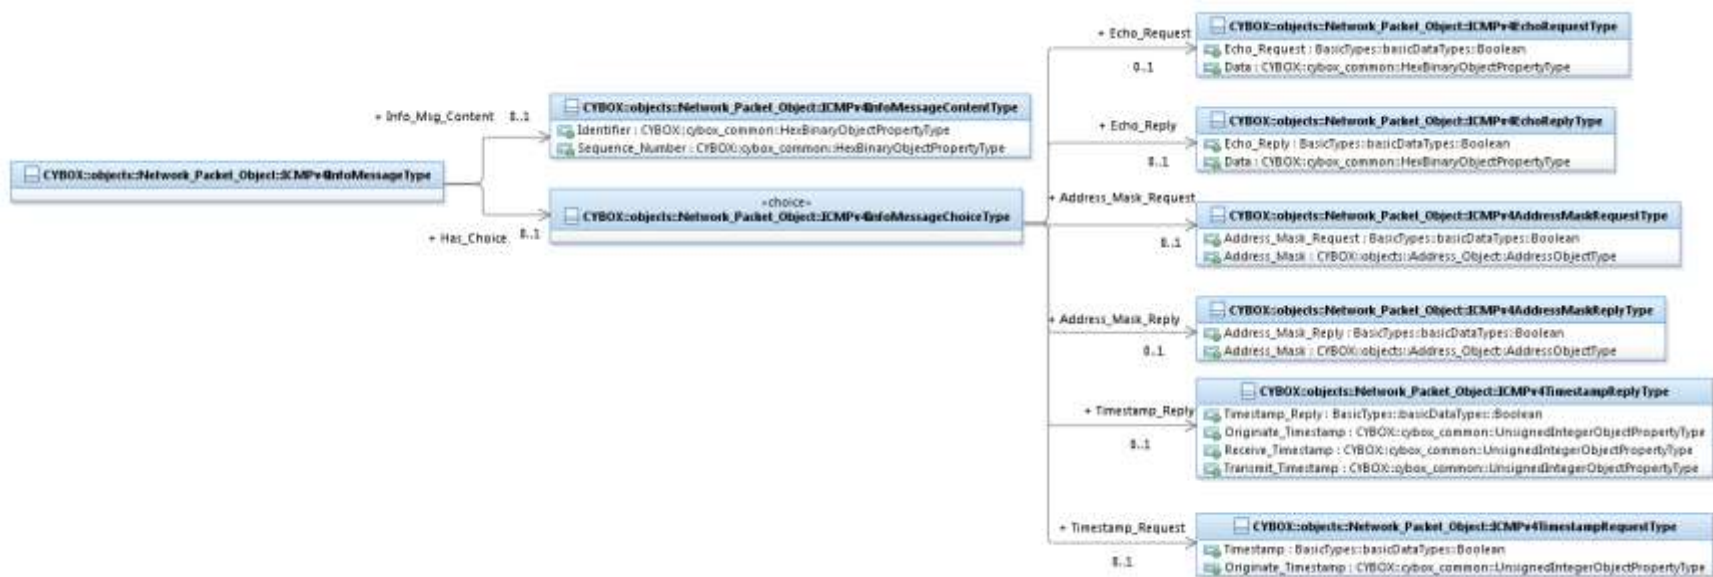 CYBOX::objects::Network_Packet_Object::ICMPv4InfoMessageType
+ Info_Msg_Content 0..1
CYBOX::objects::Network_Packet_Object::ICMPv4InfoMessageContentType
Identifier : CYBOX::cybox_common::HexBinaryObjectPropertyType
Sequence_Number : CYBOX::cybox_common::HexBinaryObjectPropertyType
+ Has_Choice 0..1
«choice»
CYBOX::objects::Network_Packet_Object::ICMPv4InfoMessageChoiceType
+ Echo_Request
0..1
CYBOX::objects::Network_Packet_Object::ICMPv4EchoRequestType
Echo_Request : BasicTypes::basicDataTypes::Boolean
Data : CYBOX::cybox_common::HexBinaryObjectPropertyType
+ Echo_Reply
0..1
CYBOX::objects::Network_Packet_Object::ICMPv4EchoReplyType
Echo_Reply : BasicTypes::basicDataTypes::Boolean
Data : CYBOX::cybox_common::HexBinaryObjectPropertyType
+ Address_Mask_Request
0..1
CYBOX::objects::Network_Packet_Object::ICMPv4AddressMaskRequestType
Address_Mask_Request : BasicTypes::basicDataTypes::Boolean
Address_Mask : CYBOX::objects::Address_Object::AddressObjectType
+ Address_Mask_Reply
0..1
CYBOX::objects::Network_Packet_Object::ICMPv4AddressMaskReplyType
Address_Mask_Reply : BasicTypes::basicDataTypes::Boolean
Address_Mask : CYBOX::objects::Address_Object::AddressObjectType
+ Timestamp_Reply
0..1
CYBOX::objects::Network_Packet_Object::ICMPv4TimestampReplyType
Timestamp_Reply : BasicTypes::basicDataTypes::Boolean
Originate_Timestamp : CYBOX::cybox_common::UnsignedIntegerObjectPropertyType
Receive_Timestamp : CYBOX::cybox_common::UnsignedIntegerObjectPropertyType
Transmit_Timestamp : CYBOX::cybox_common::UnsignedIntegerObjectPropertyType
+ Timestamp_Request
0..1
CYBOX::objects::Network_Packet_Object::ICMPv4TimestampRequestType
Timestamp : BasicTypes::basicDataTypes::Boolean
Originate_Timestamp : CYBOX::cybox_common::UnsignedIntegerObjectPropertyType